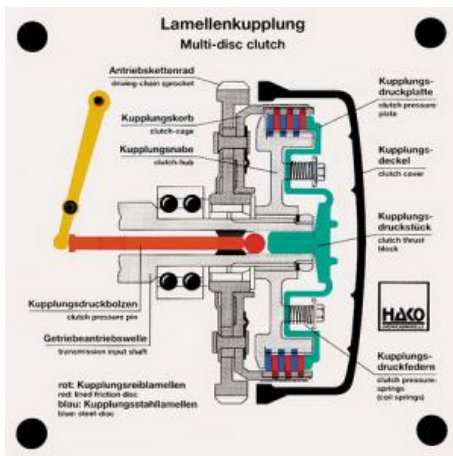 Lamellenkupplung
Multi-disc clutch
Antriebskettenrad
driving-chain sprocket
Kupplungskorb
clutch-cage
Kupplungsnabe
clutch-hub
Kupplungs-
druckplatte
clutch pressure-
plate
Kupplungs-
deckel
clutch cover
Kupplungs-
druckstück
clutch thrust
block
Kupplungsdruckbolzen
clutch pressure pin
Getriebeantriebswelle
transmission input shaft
HAKO
Kupplungs-
druckfedern
clutch pressure-
springs
(coil springs)
rot: Kupplungsreiblamellen
red: lined friction-disc
blau: Kupplungsstahllamellen
blue: steel-disc